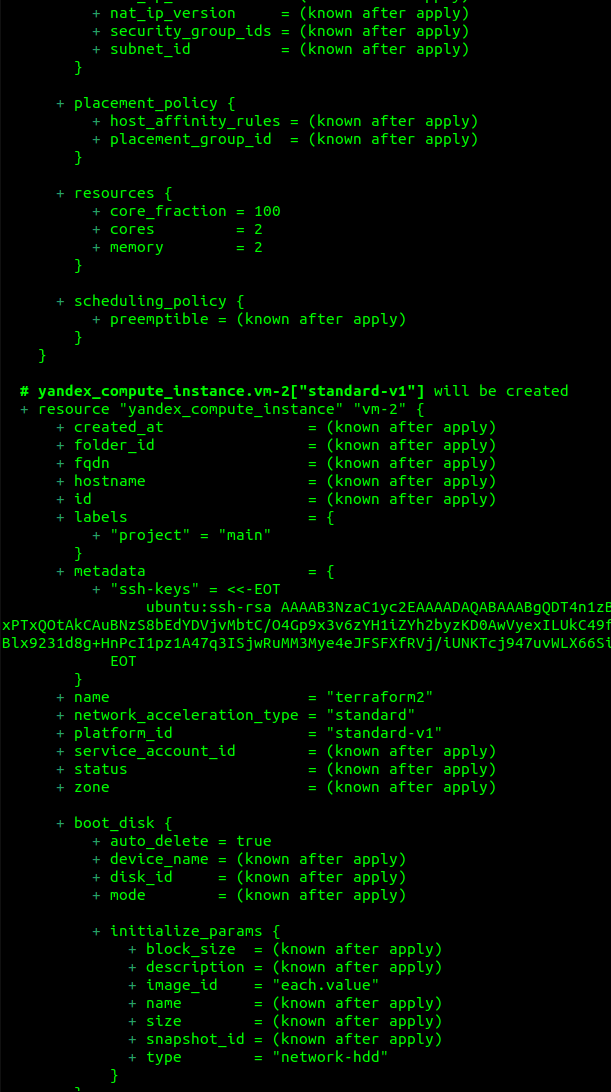 + nat_ip_version     = (known after apply)
+ security_group_ids = (known after apply)
+ subnet_id          = (known after apply)
}
+ placement_policy {
+ host_affinity_rules = (known after apply)
+ placement_group_id  = (known after apply)
}
+ resources {
+ core_fraction = 100
+ cores         = 2
+ memory        = 2
}
+ scheduling_policy {
+ preemptible = (known after apply)
}
}
# yandex_compute_instance.vm-2["standard-v1"] will be created
+ resource "yandex_compute_instance" "vm-2" {
+ created_at                = (known after apply)
+ folder_id                 = (known after apply)
+ fqdn                      = (known after apply)
+ hostname                  = (known after apply)
+ id                        = (known after apply)
+ labels                    = {
+ "project" = "main"
}
+ metadata                  = {
+ "ssh-keys" = <<-EOT
ubuntu:ssh-rsa AAAAB3NzaC1yc2EAAAADAQABAAABgQDT4n1zB
xPTxQOtAkCAuBNzS8bEdYDVjvMbtC/O4Gp9x3v6zYH1iZYh2byzKD0AwVyexILUkC49f
Blx9231d8g+HnPcI1pz1A47q3ISjwRuMM3Mye4eJFSFXfRVj/iUNKTcj947uvWLX66Si
EOT
}
+ name                      = "terraform2"
+ network_acceleration_type = "standard"
+ platform_id               = "standard-v1"
+ service_account_id        = (known after apply)
+ status                    = (known after apply)
+ zone                      = (known after apply)
+ boot_disk {
+ auto_delete = true
+ device_name = (known after apply)
+ disk_id     = (known after apply)
+ mode        = (known after apply)
+ initialize_params {
+ block_size  = (known after apply)
+ description = (known after apply)
+ image_id    = "each.value"
+ name        = (known after apply)
+ size        = (known after apply)
+ snapshot_id = (known after apply)
+ type        = "network-hdd"
}